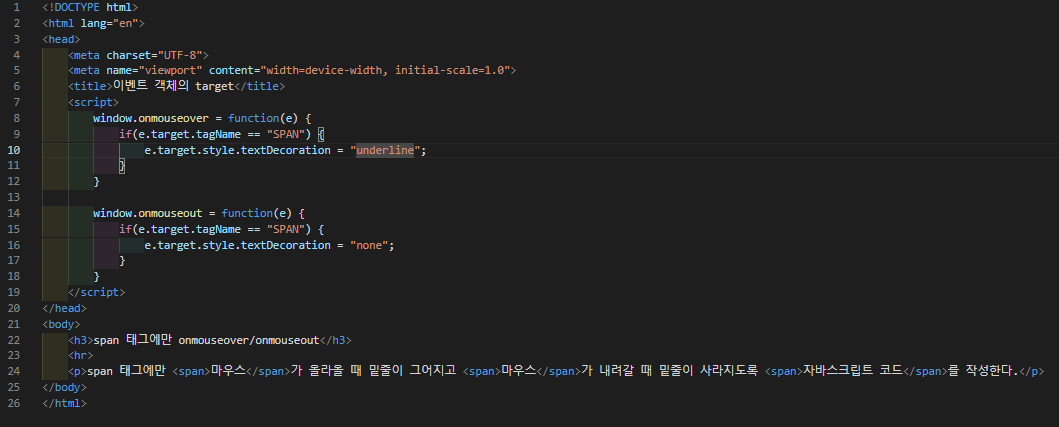 1 <!DOCTYPE html>
2 <html lang="en">
3 <head>
4     <meta charset="UTF-8">
5     <meta name="viewport" content="width=device-width, initial-scale=1.0">
6     <title>이벤트 객체의 target</title>
7     <script>
8         window.onmouseover = function(e) {
9             if(e.target.tagName == "SPAN") {
10                 e.target.style.textDecoration = "underline";
11             }
12         }
13
14         window.onmouseout = function(e) {
15             if(e.target.tagName == "SPAN") {
16                 e.target.style.textDecoration = "none";
17             }
18         }
19     </script>
20 </head>
21 <body>
22     <h3>span 태그에만 onmouseover/onmouseout</h3>
23     <hr>
24     <p>span 태그에만 <span>마우스</span>가 올라올 때 밑줄이 그어지고 <span>마우스</span>가 내려갈 때 밑줄이 사라지도록 <span>자바스크립트 코드</span>를 작성한다.</p>
25 </body>
26 </html>